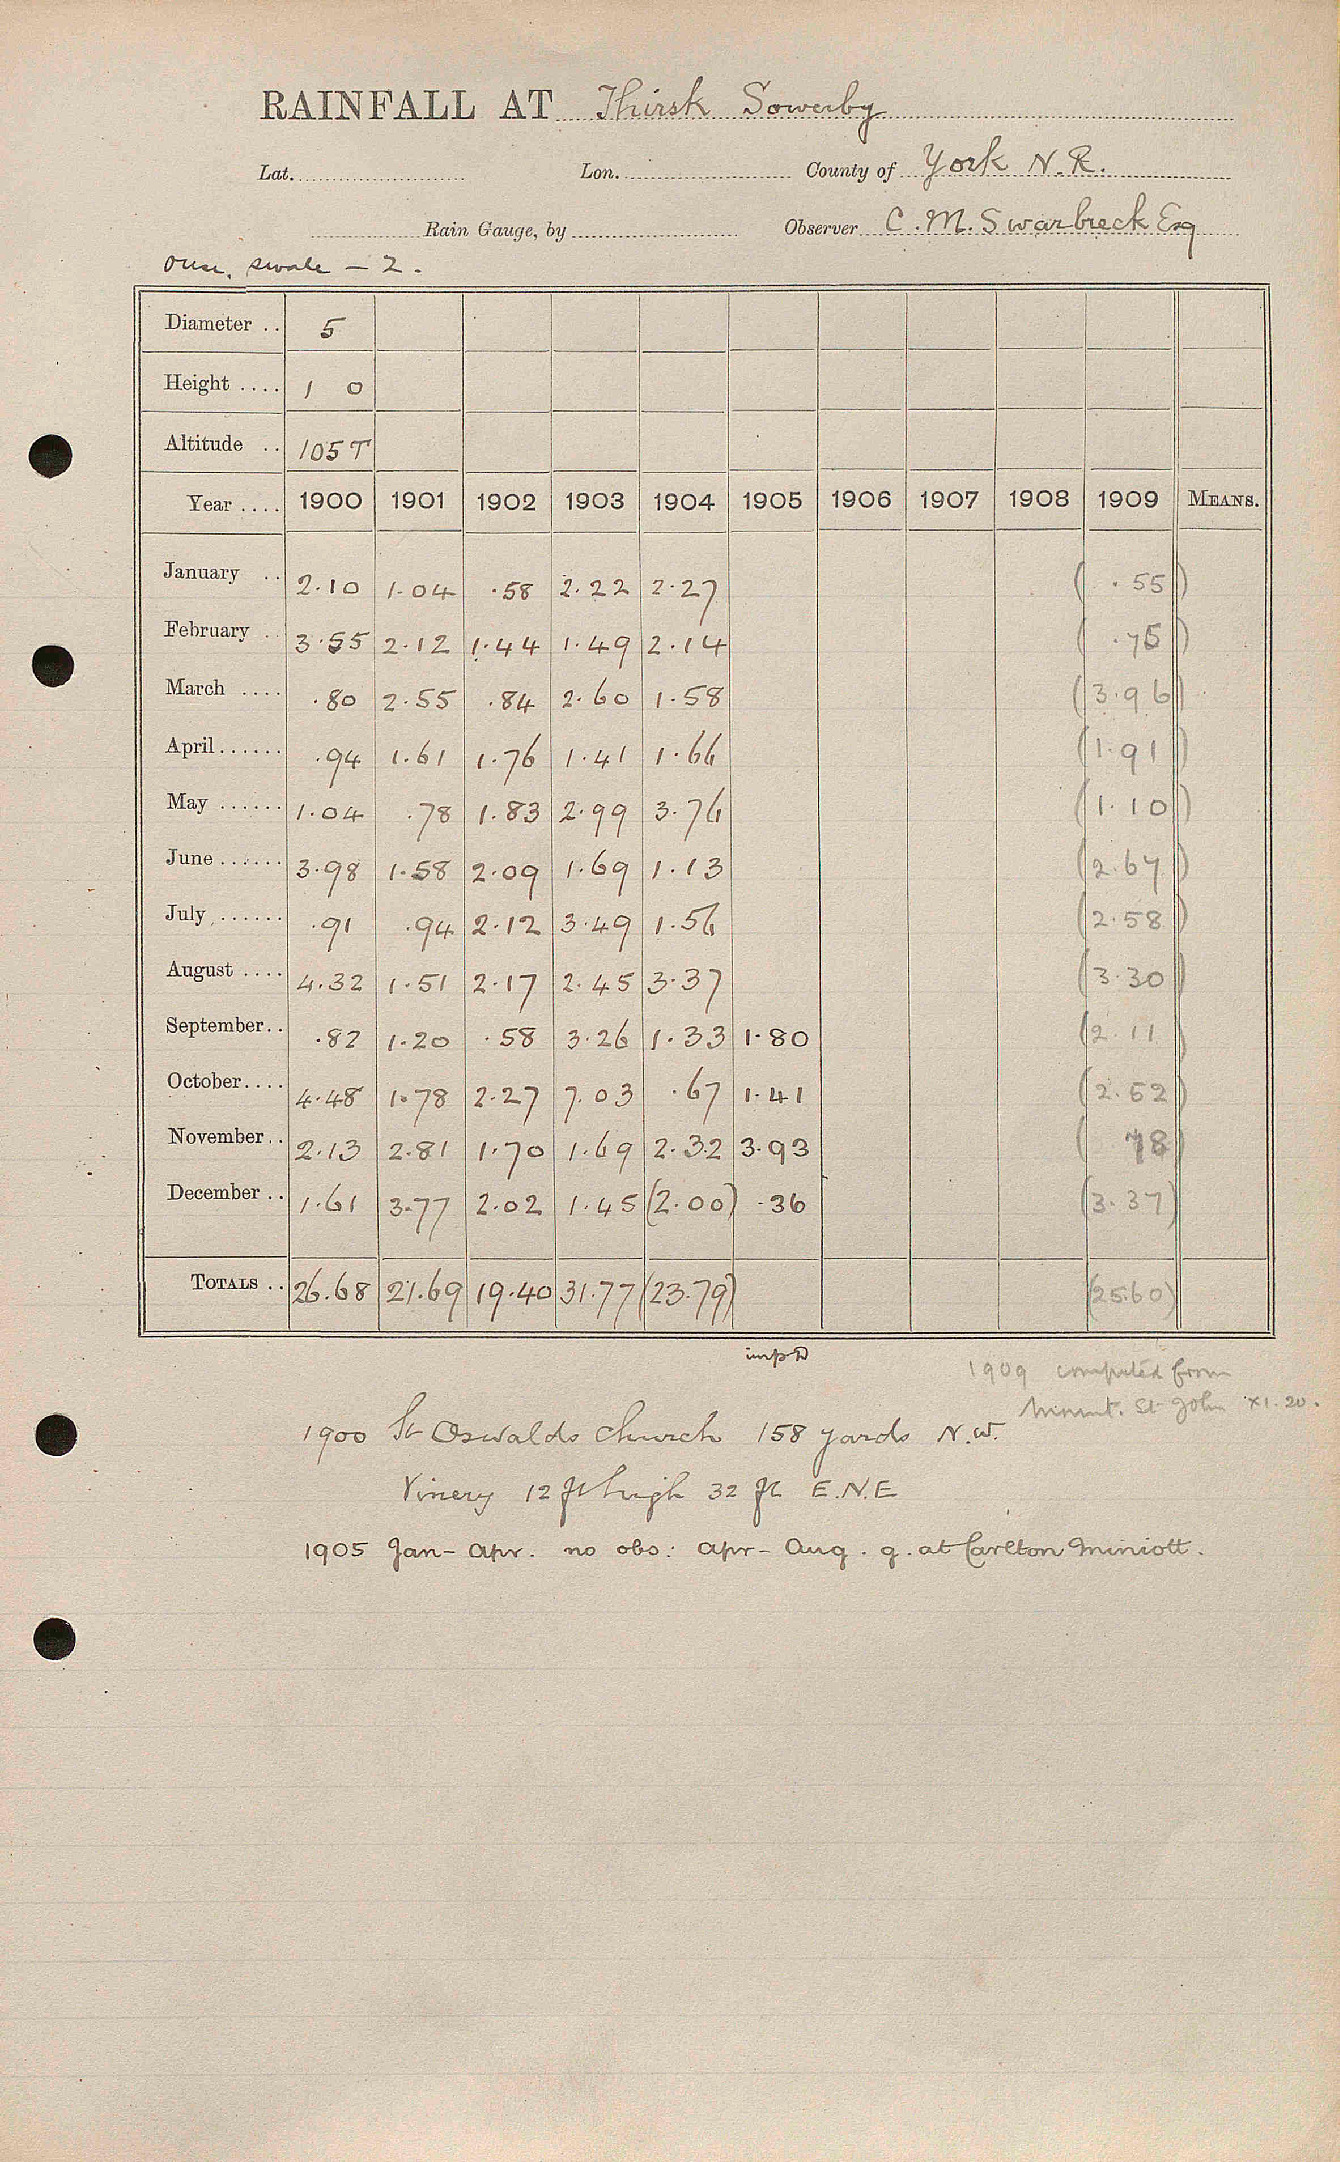 RAINFALL AT Thirsk Sowerby
Lat. Lon. County of York N.R.
Rain Gauge, by Observer C.M. Swarbreck Esq
Ouse, Swale — 2.
Diameter .. 5
Height .... 1 0
Altitude .. 105 T
Year .... 1900 1901 1902 1903 1904 1905 1906 1907 1908 1909 MEANS.
January .. 2.10 1.04 .58 2.22 2.27 (.55)
February .. 3.55 2.12 1.44 1.49 2.14 (.75)
March .... .80 2.55 .84 2.60 1.58 (3.96)
April ...... .94 1.61 1.76 1.41 1.66 (1.91)
May ...... 1.04 .78 1.83 2.99 3.76 (1.10)
June ...... 3.98 1.58 2.09 1.69 1.13 (2.67)
July ...... .91 .94 2.12 3.49 1.56 (2.58)
August .... 4.32 1.51 2.17 2.45 3.37 (3.30)
September .. .82 1.20 .58 3.26 1.33 1.80 (2.11)
October .... 4.48 1.78 2.27 7.03 .67 1.41 (2.52)
November .. 2.13 2.81 1.70 1.69 2.32 3.93 (78)
December .. 1.61 3.77 2.02 1.45 (2.00) .36 (3.37)
TOTALS .. 26.68 21.69 19.40 31.77 (23.79) (25.60)
imp'd
1909 computed from
St John ×1.20.
1900 St Oswalds Church 158 yards N.W.
Vinery 12 ft high 32 ft E.N.E
1905 Jan – Apr. no obs: Apr – Aug. g. at Carlton Miniott.